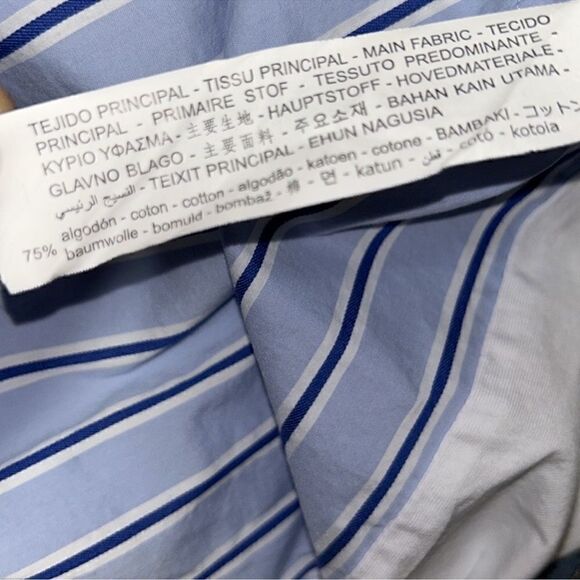 TEJIDO PRINCIPAL - TISSU PRINCIPAL - MAIN FABRIC - TECIDO
PRINCIPAL - PRIMAIRE STOF - TESSUTO PREDOMINANTE -
ΚΥΡΙΟ ΥΦΑΣΜΑ - 主要生地 - HAUPTSTOFF - HOVEDMATERIALE -
GLAVNO BLAGO - 主要面料 - 주요소재 - BAHAN KAIN UTAMA -
النسيج الرئيسي - TEIXIT PRINCIPAL - EHUN NAGUSIA
75% algodón - coton - cotton - algodão - katoen - cotone - ΒΑΜΒΑΚΙ - コットン
baumwolle - bomuld - bombaž - 棉 - 면 - katun - قطن - cotó - kotoia